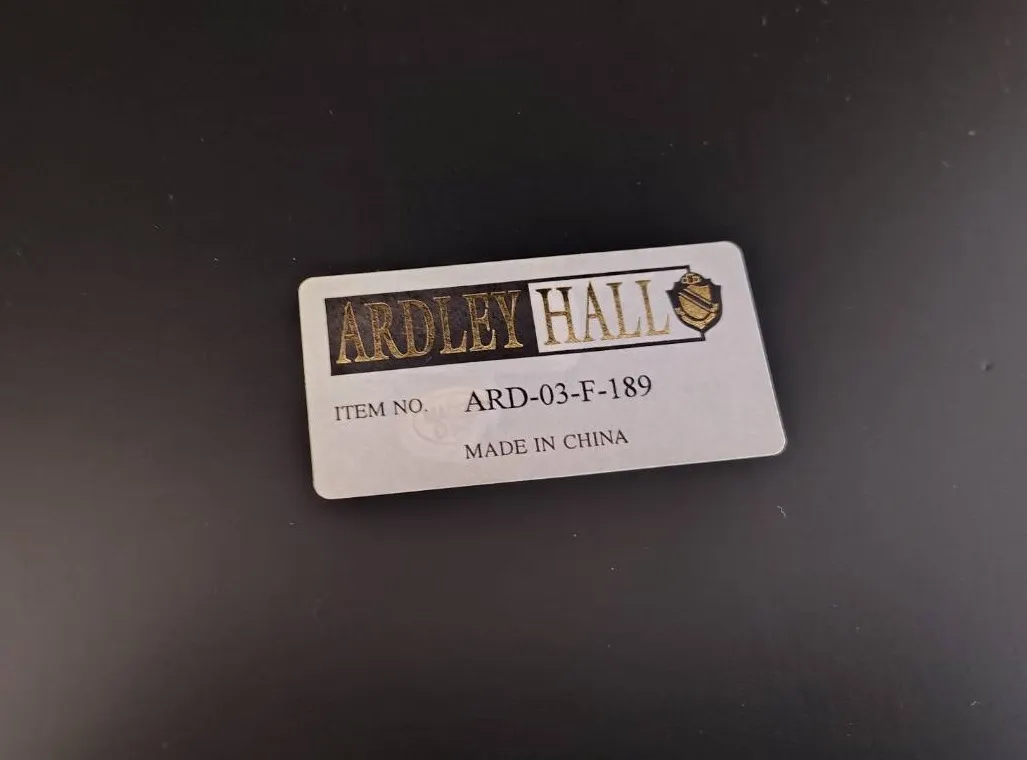 ARDLEY HALL
ITEM NO. ARD-03-F-189
MADE IN CHINA